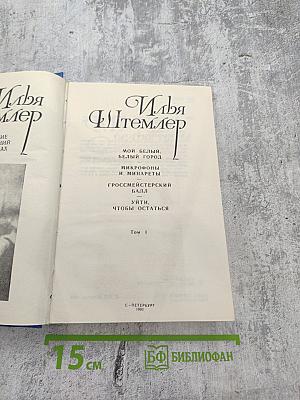 ИЛЬЯ
ШТЕМЛЕР
МОЙ БЕЛЫЙ,
БЕЛЫЙ ГОРОД
МИКРОФОНЫ
И МИНАРЕТЫ
ГРОССМЕЙСТЕРСКИЙ
БАЛЛ
УЙТИ,
ЧТОБЫ ОСТАТЬСЯ
Том 1
С—ПЕТЕРБУРГ
15 см
БФ БИБЛИОФАН